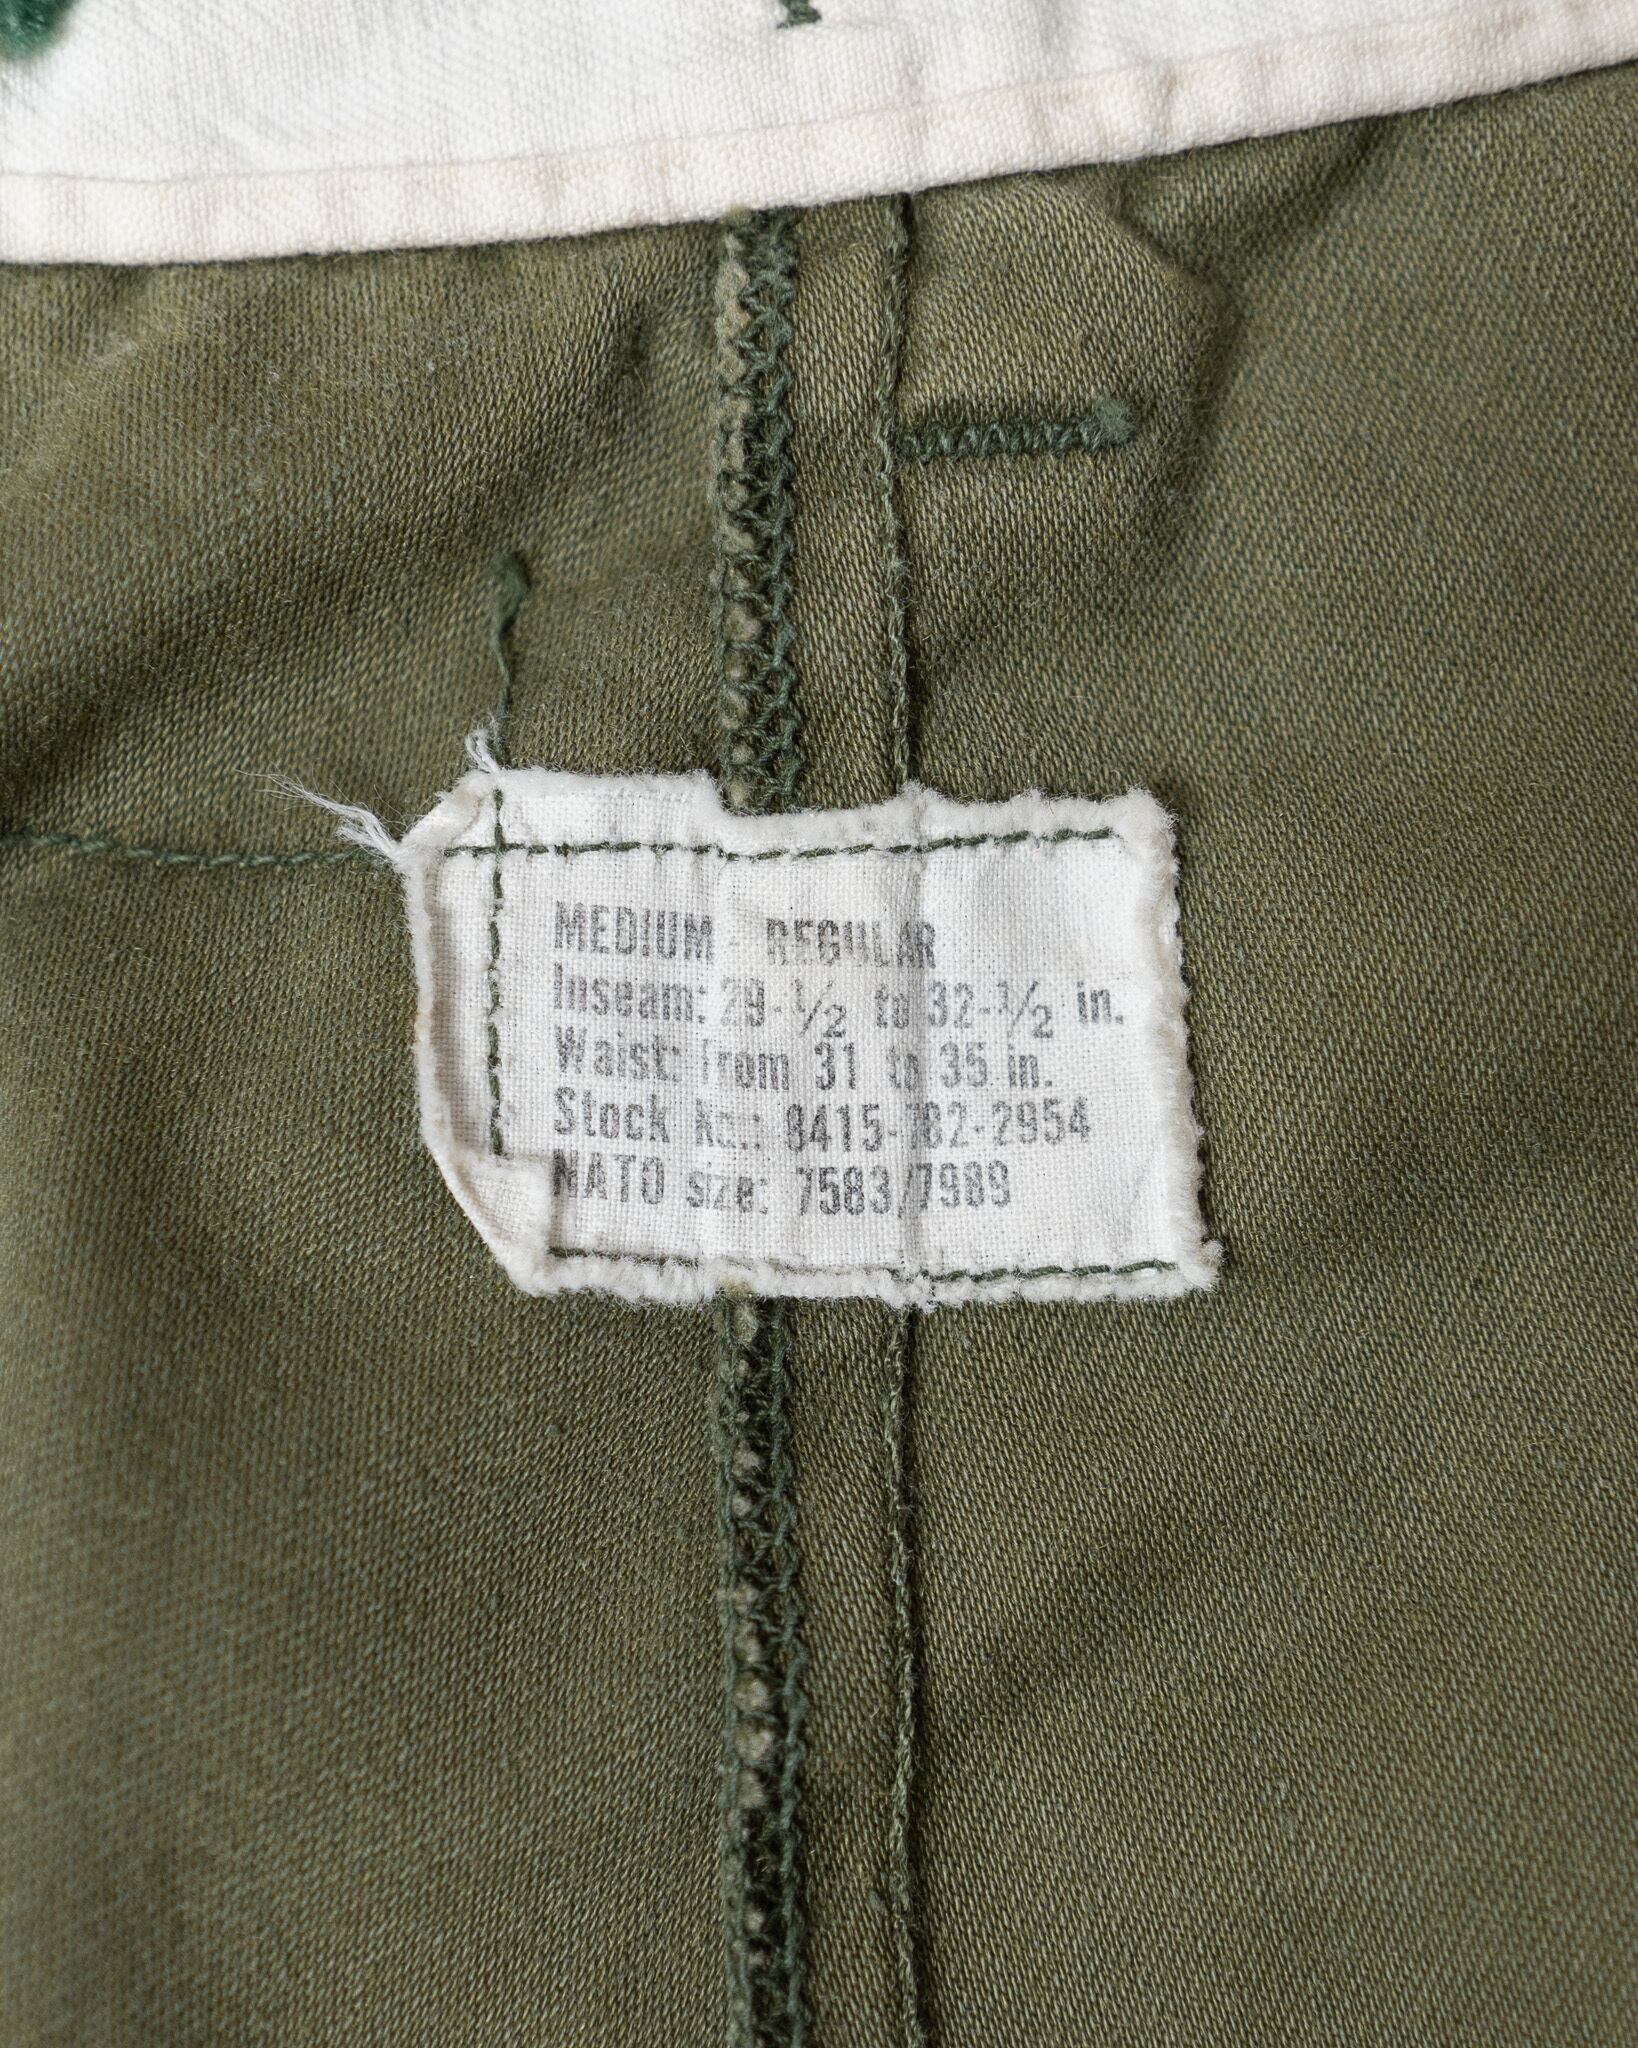 MEDIUM - REGULAR
Inseam: 29-1/2 to 32-1/2 in.
Waist: From 31 to 35 in.
Stock No.: 8415-782-2954
NATO size: 7583/7989